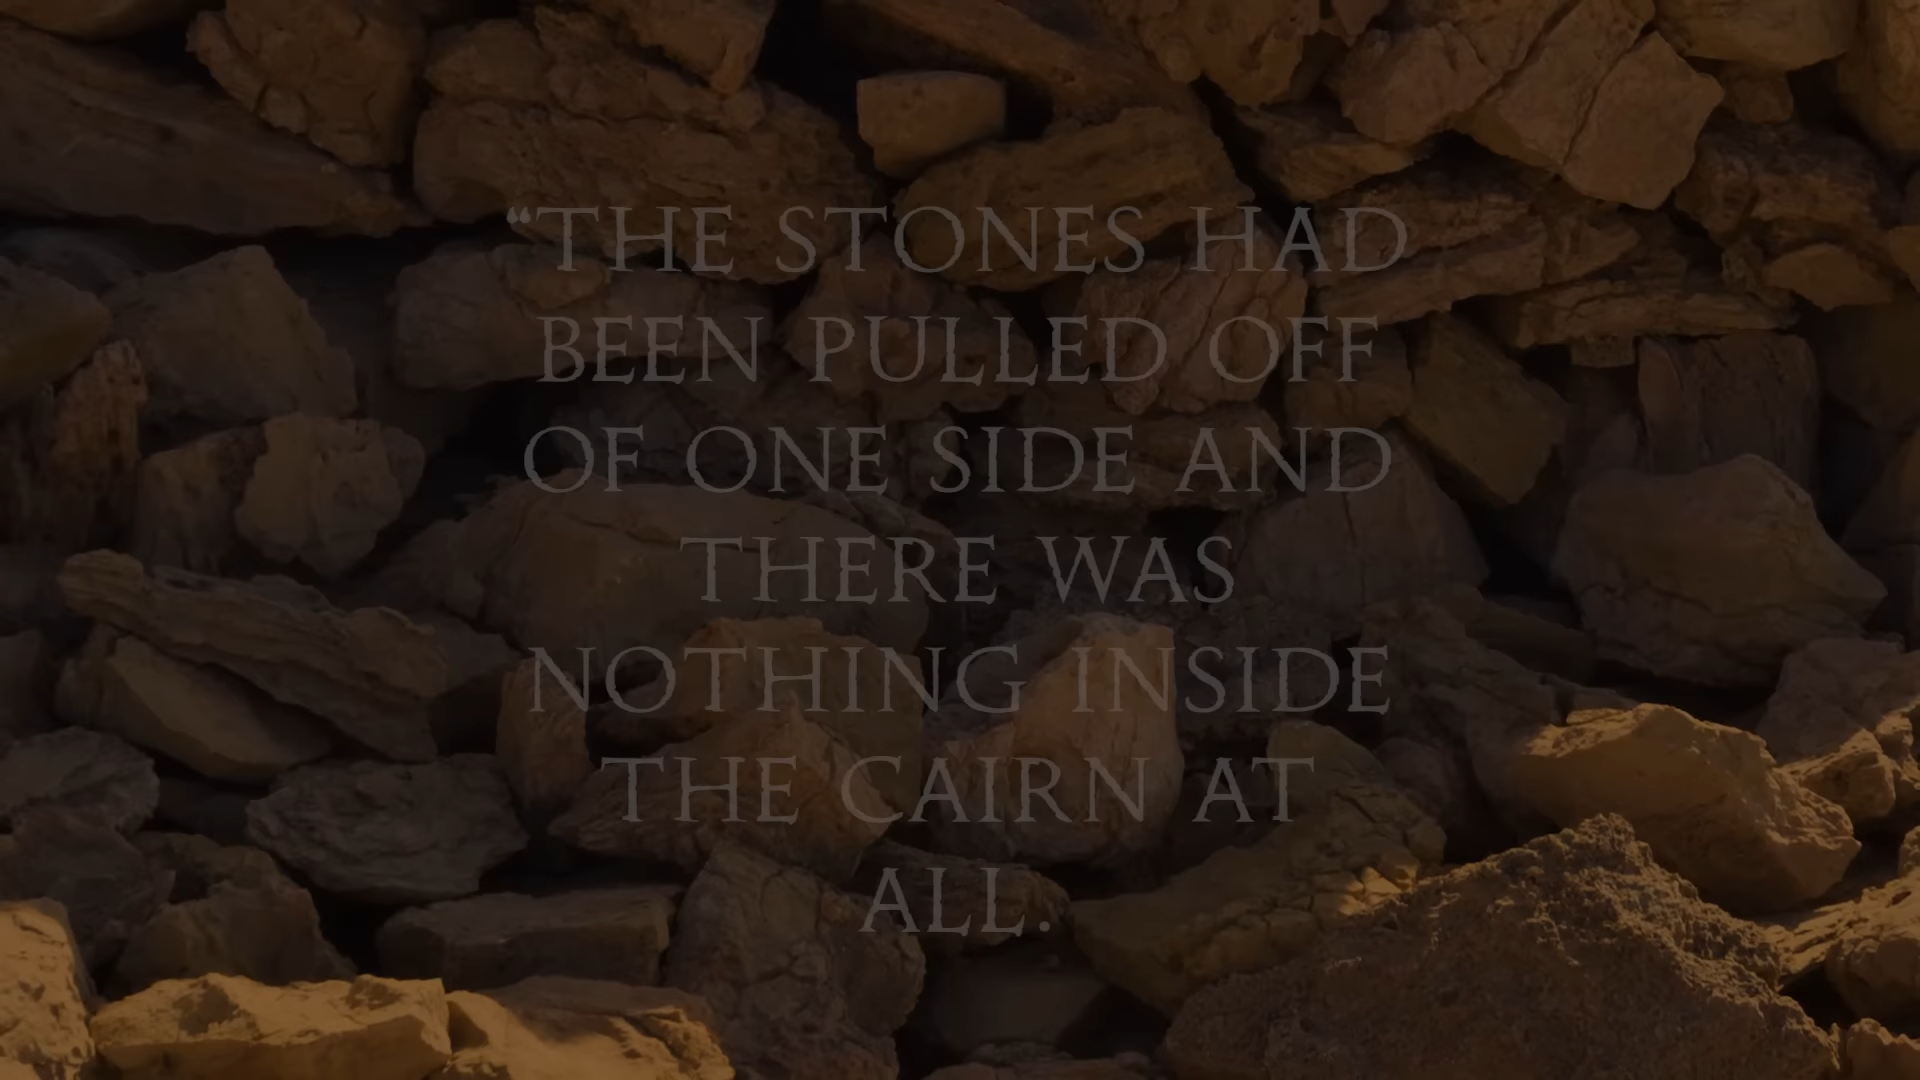 “THE STONES HAD
BEEN PULLED OFF
OF ONE SIDE AND
THERE WAS
NOTHING INSIDE
THE CAIRN AT
ALL.